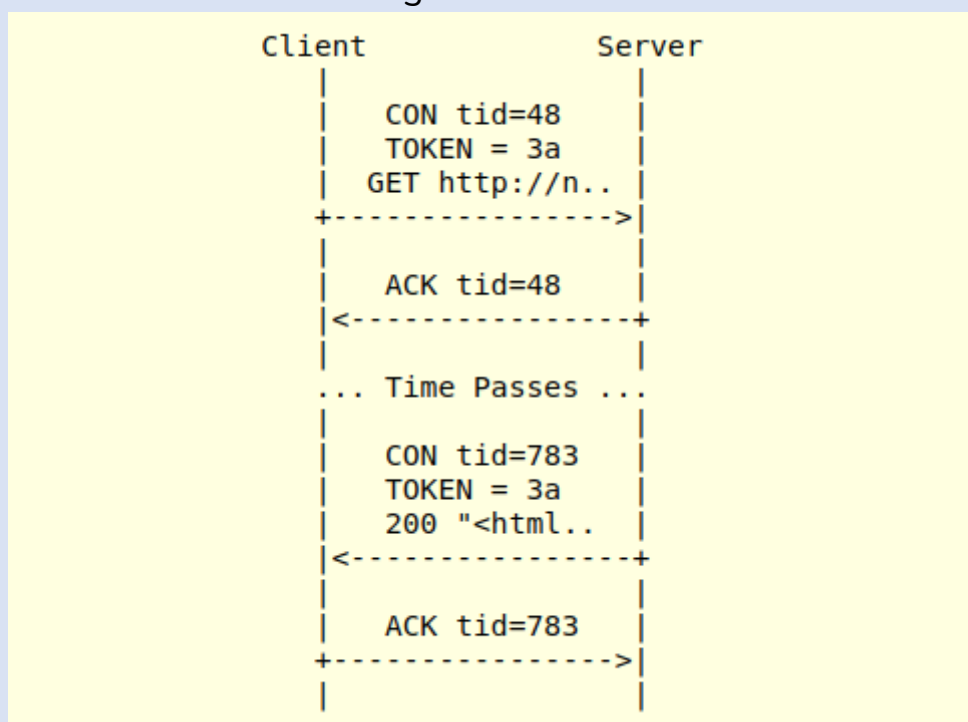 Client Server
CON tid=48
TOKEN = 3a
GET http://n..
+---------------->|
ACK tid=48
|<----------------+
... Time Passes ...
CON tid=783
TOKEN = 3a
200 "<html..
|<----------------+
ACK tid=783
+---------------->|